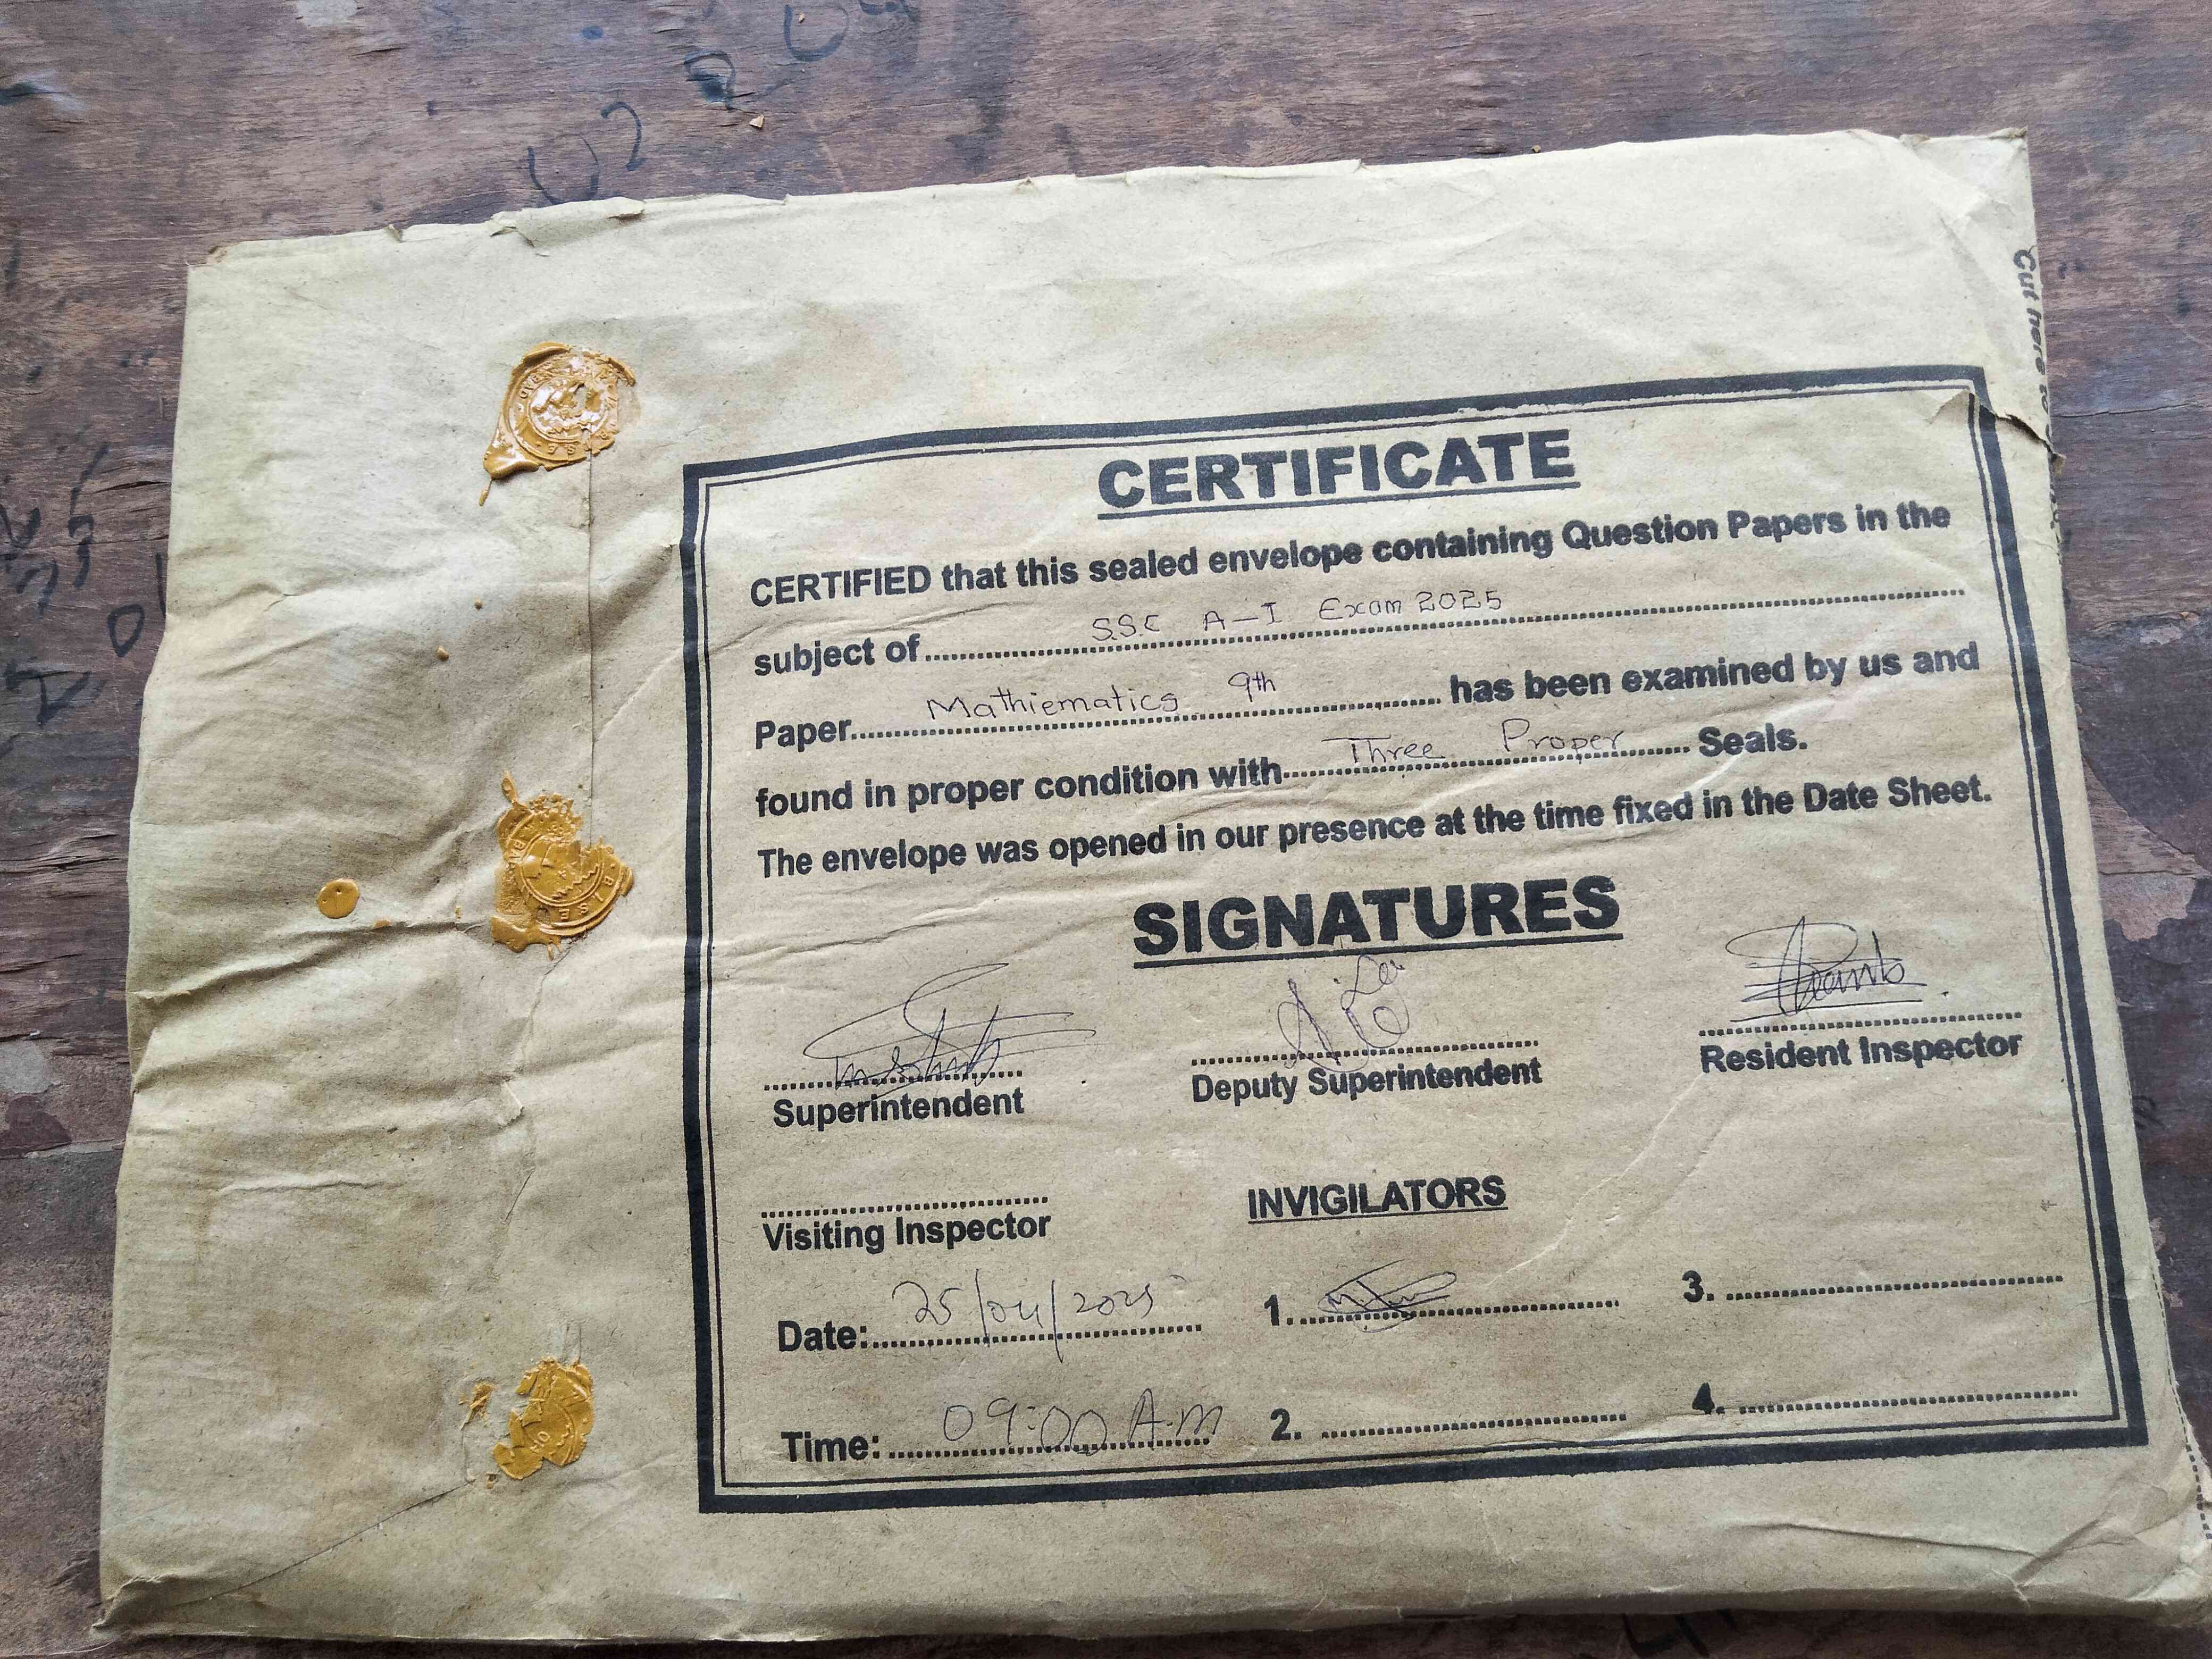 CERTIFICATE
CERTIFIED that this sealed envelope containing Question Papers in the
subject of S.S.C A-I Exam 2025
Paper Mathiematics 9th has been examined by us and
found in proper condition with Three Proper Seals.
The envelope was opened in our presence at the time fixed in the Date Sheet.
SIGNATURES
Superintendent
Deputy Superintendent
Resident Inspector
Visiting Inspector
INVIGILATORS
Date: 25/04/2025
1.
3.
Time: 09:00 A.M
2.
4.
Cut here to